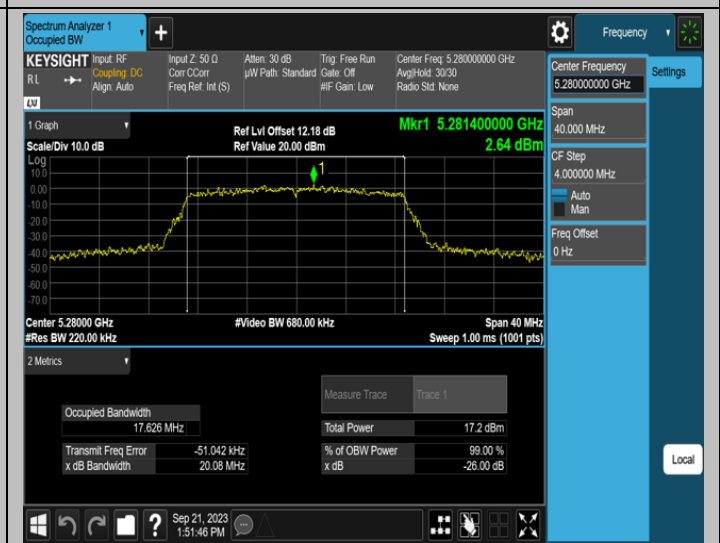 Spectrum Analyzer 1
Occupied BW
+
Frequency
KEYSIGHT
R L
LXI
Input: RF
Coupling: DC
Align: Auto
Input Z: 50 Ω
Corr CCorr
Freq Ref: Int (S)
Atten: 30 dB
µW Path: Standard
Trig: Free Run
Gate: Off
#IF Gain: Low
Center Freq: 5.280000000 GHz
Avg|Hold: 30/30
Radio Std: None
Center Frequency
5.280000000 GHz
Settings
Span
40.000 MHz
CF Step
4.000000 MHz
Auto
Man
Freq Offset
0 Hz
1 Graph
Scale/Div 10.0 dB
Ref Lvl Offset 12.18 dB
Ref Value 20.00 dBm
Mkr1 5.281400000 GHz
2.64 dBm
Log
10.0
0.00
-10.0
-20.0
-30.0
-40.0
-50.0
-60.0
-70.0
1
Center 5.28000 GHz
#Res BW 220.00 kHz
#Video BW 680.00 kHz
Span 40 MHz
Sweep 1.00 ms (1001 pts)
2 Metrics
Measure Trace Trace 1
Occupied Bandwidth
17.626 MHz
Total Power 17.2 dBm
Transmit Freq Error -51.042 kHz
% of OBW Power 99.00 %
x dB Bandwidth 20.08 MHz
x dB -26.00 dB
Local
?
Sep 21, 2023
1:51:46 PM